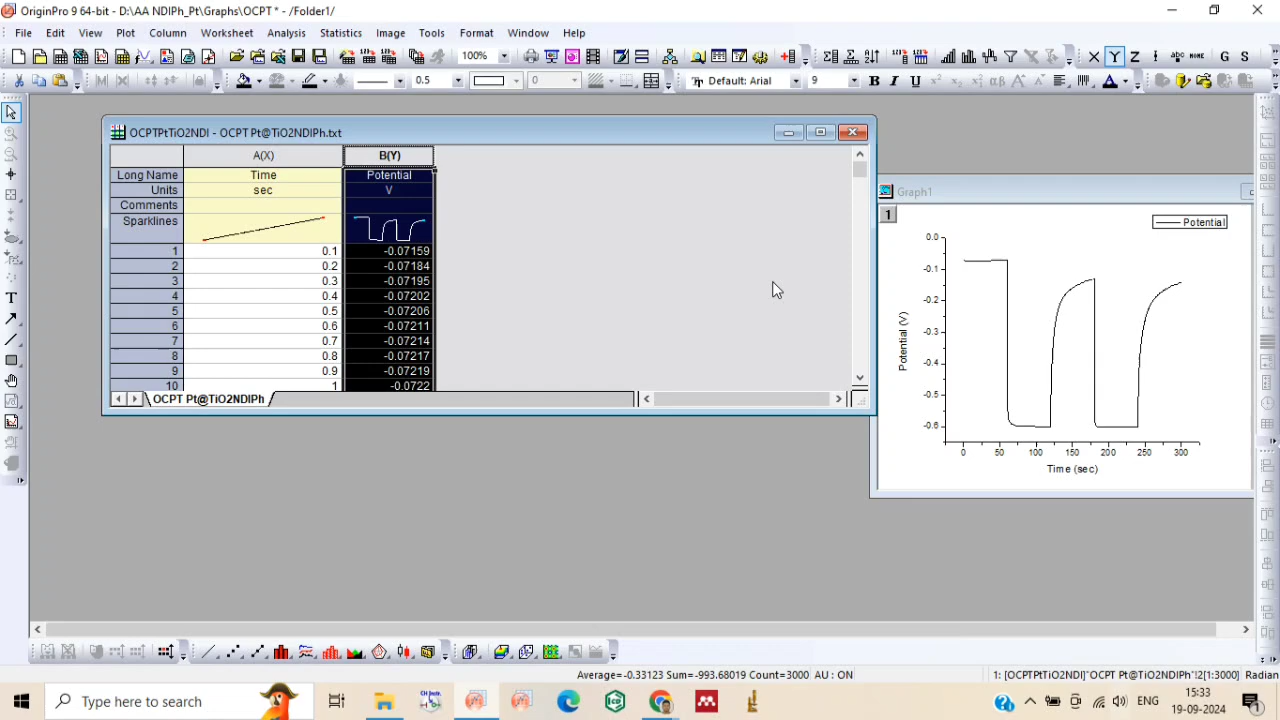 OriginPro 9 64-bit - D:\AA NDIPh_Pt\Graphs\OCPT * - /Folder1/
File Edit View Plot Column Worksheet Analysis Statistics Image Tools Format Window Help
100%
X Y Z G S
0.5 0 Default: Arial 9 B I U
OCPTPtTiO2NDI - OCPT Pt@TiO2NDIPh.txt
A(X) B(Y)
Long Name Time Potential
Units sec V
Comments
Sparklines
1 0.1 -0.07159
2 0.2 -0.07184
3 0.3 -0.07195
4 0.4 -0.07202
5 0.5 -0.07206
6 0.6 -0.07211
7 0.7 -0.07214
8 0.8 -0.07217
9 0.9 -0.07219
10 1 -0.0722
OCPT Pt@TiO2NDIPh
Graph1
1
Potential
0.0
-0.1
-0.2
-0.3
-0.4
-0.5
-0.6
Potential (V)
0 50 100 150 200 250 300
Time (sec)
T
Average=-0.33123 Sum=-993.68019 Count=3000 AU : ON 1: [OCPTPtTiO2NDI]"OCPT Pt@TiO2NDIPh"!2[1:3000] Radian
Type here to search
ENG
15:33
19-09-2024
1